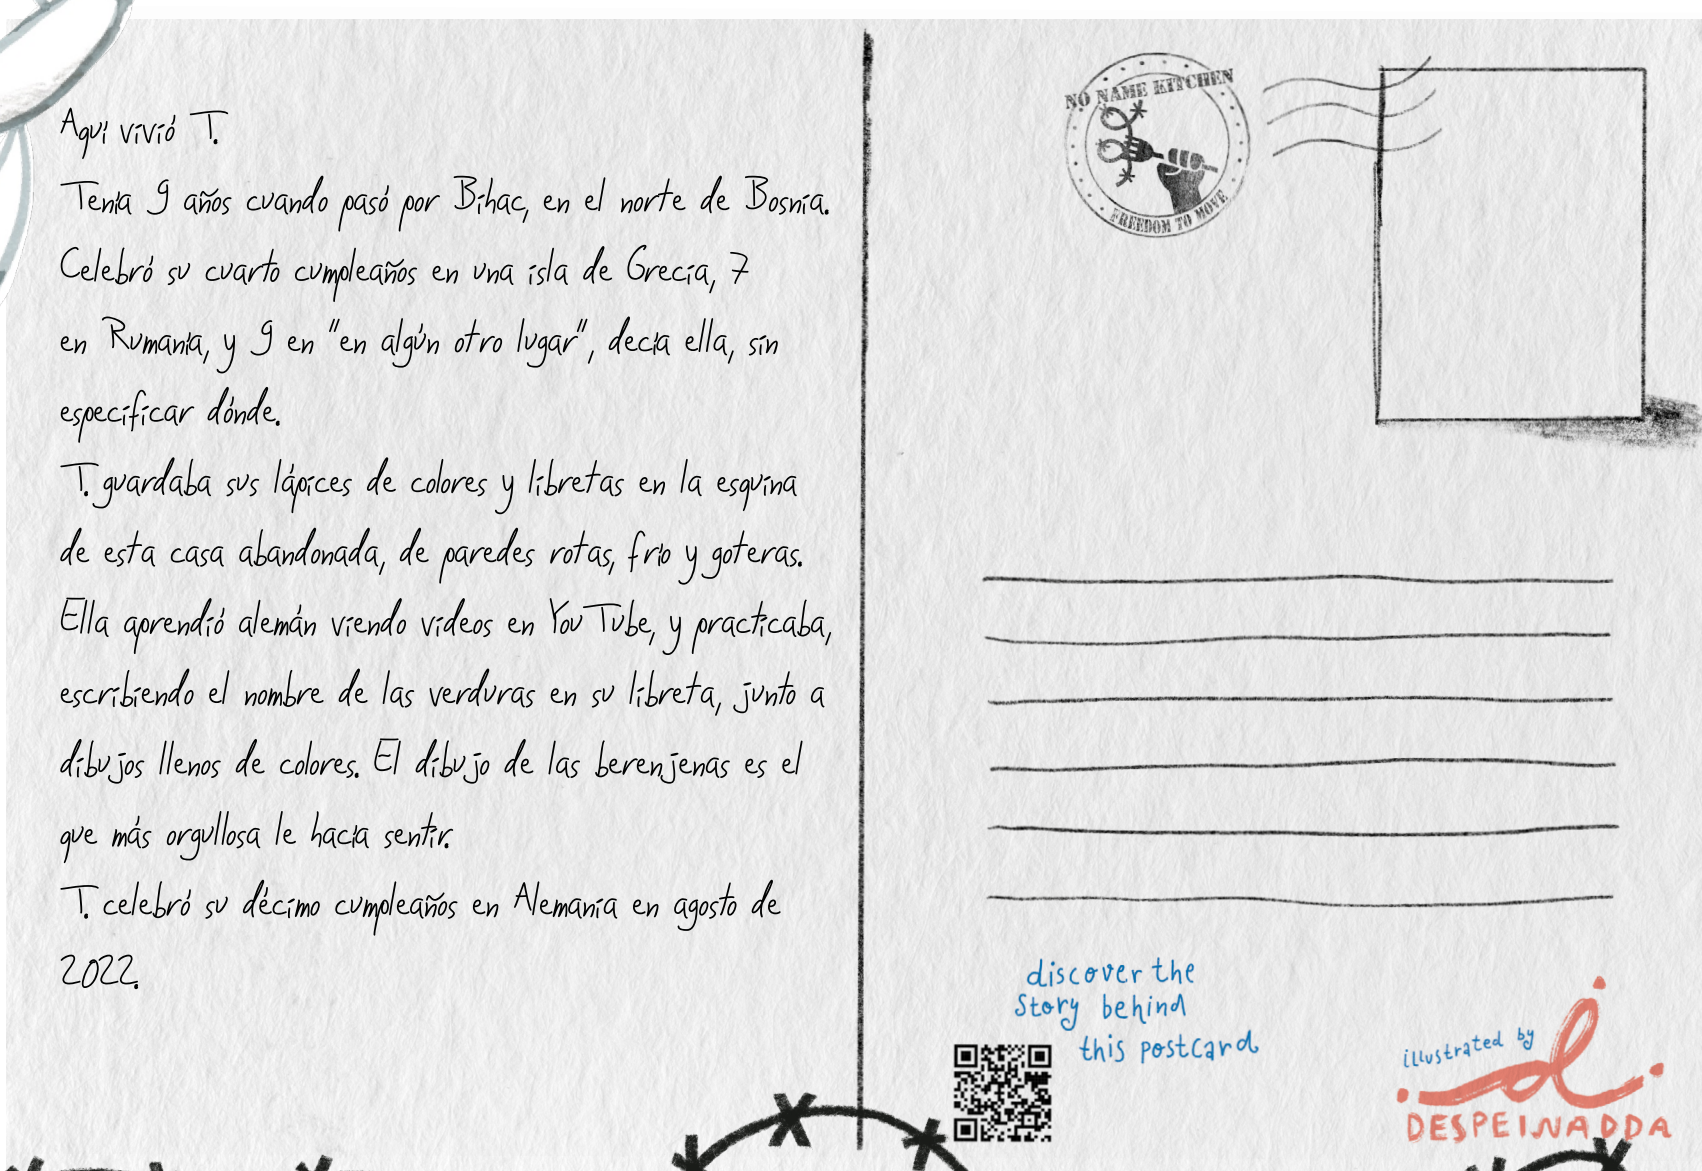 Aquí vivió T.
Tenía 9 años cuando pasó por Bihac, en el norte de Bosnia.
Celebró su cuarto cumpleaños en una isla de Grecia, 7
en Rumanía, y 9 en "en algún otro lugar", decía ella, sin
especificar dónde.
T. guardaba sus lápices de colores y libretas en la esquina
de esta casa abandonada, de paredes rotas, frío y goteras.
Ella aprendió alemán viendo vídeos en YouTube, y practicaba,
escribiendo el nombre de las verduras en su libreta, junto a
dibujos llenos de colores. El dibujo de las berenjenas es el
que más orgullosa le hacía sentir.
T. celebró su décimo cumpleaños en Alemania en agosto de
2022.
NO NAME KITCHEN
FREEDOM TO MOVE
discover the
story behind
this postcard
illustrated by
d
DESPEINADDA